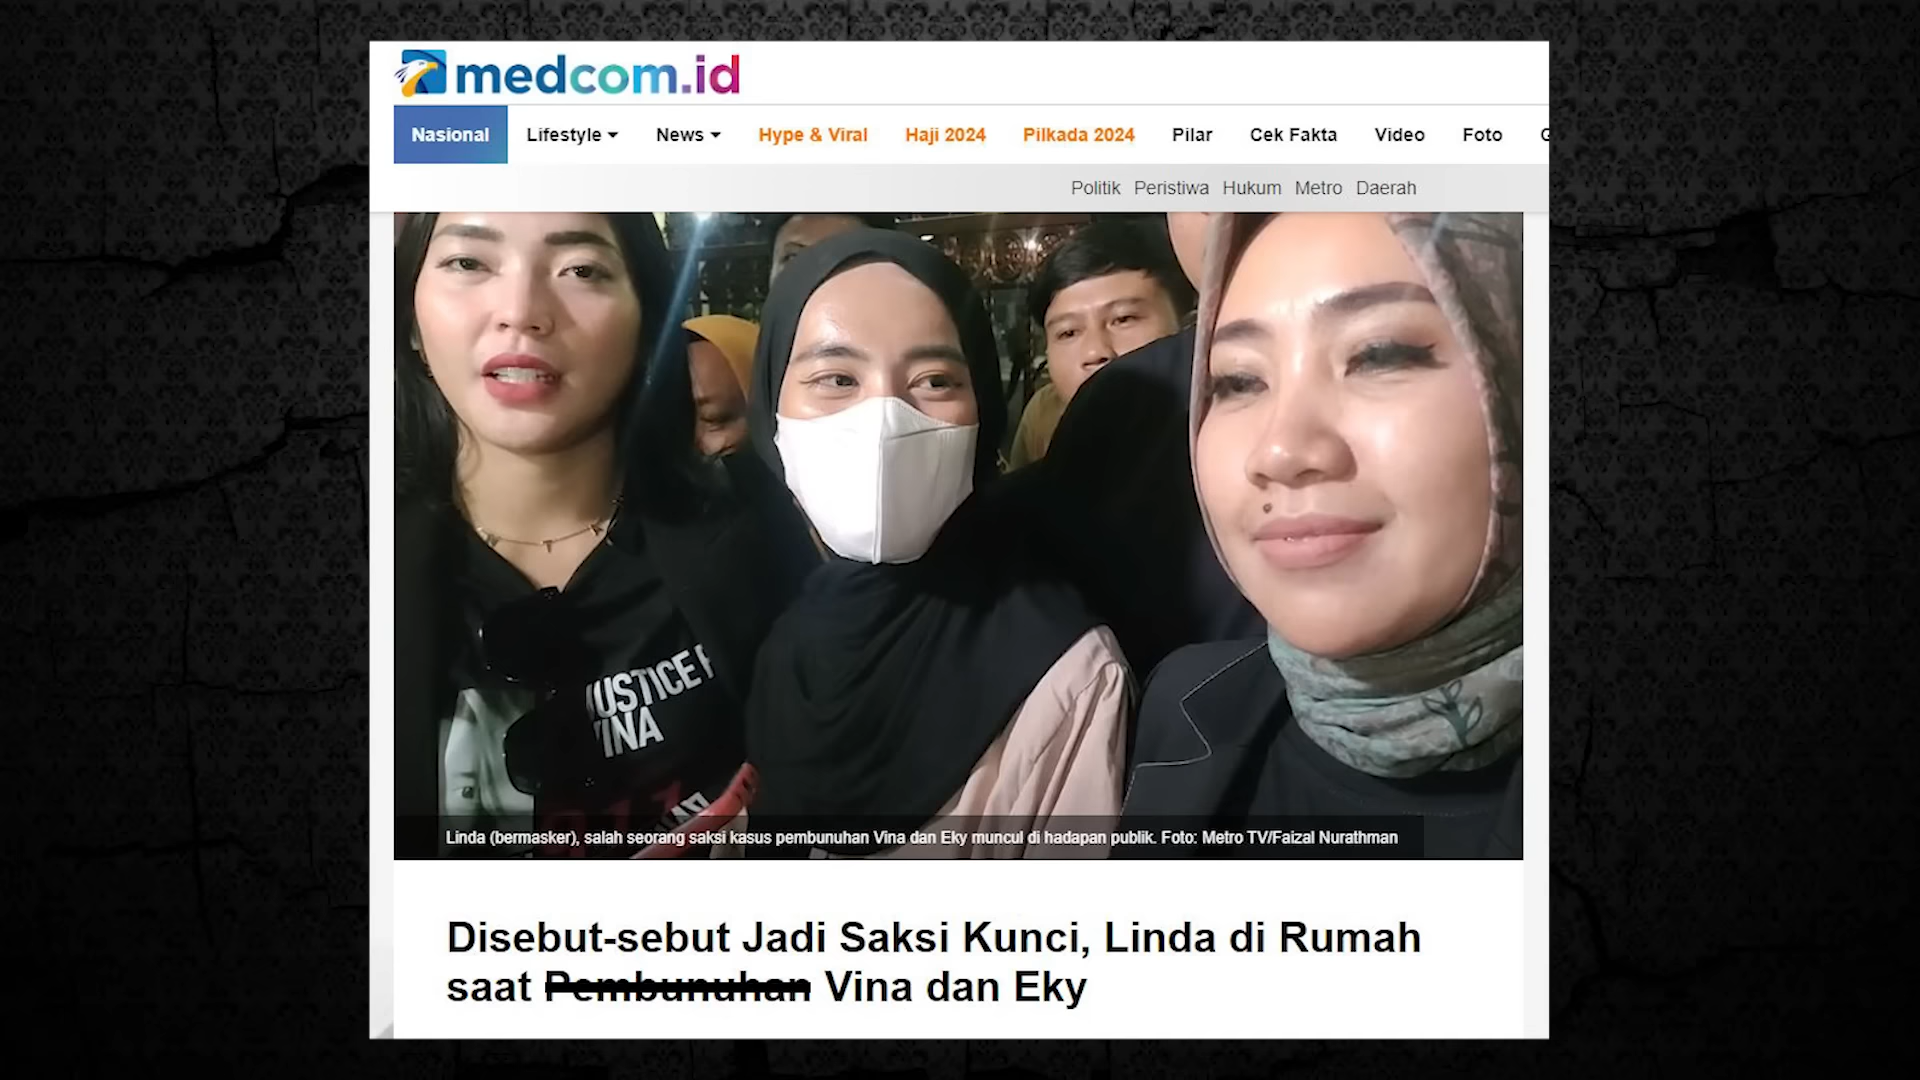 medcom.id
Nasional Lifestyle News Hype & Viral Haji 2024 Pilkada 2024 Pilar Cek Fakta Video Foto
Politik Peristiwa Hukum Metro Daerah
JUSTICE F
VINA
Linda (bermasker), salah seorang saksi kasus pembunuhan Vina dan Eky muncul di hadapan publik. Foto: Metro TV/Faizal Nurathman
Disebut-sebut Jadi Saksi Kunci, Linda di Rumah
saat Pembunuhan Vina dan Eky